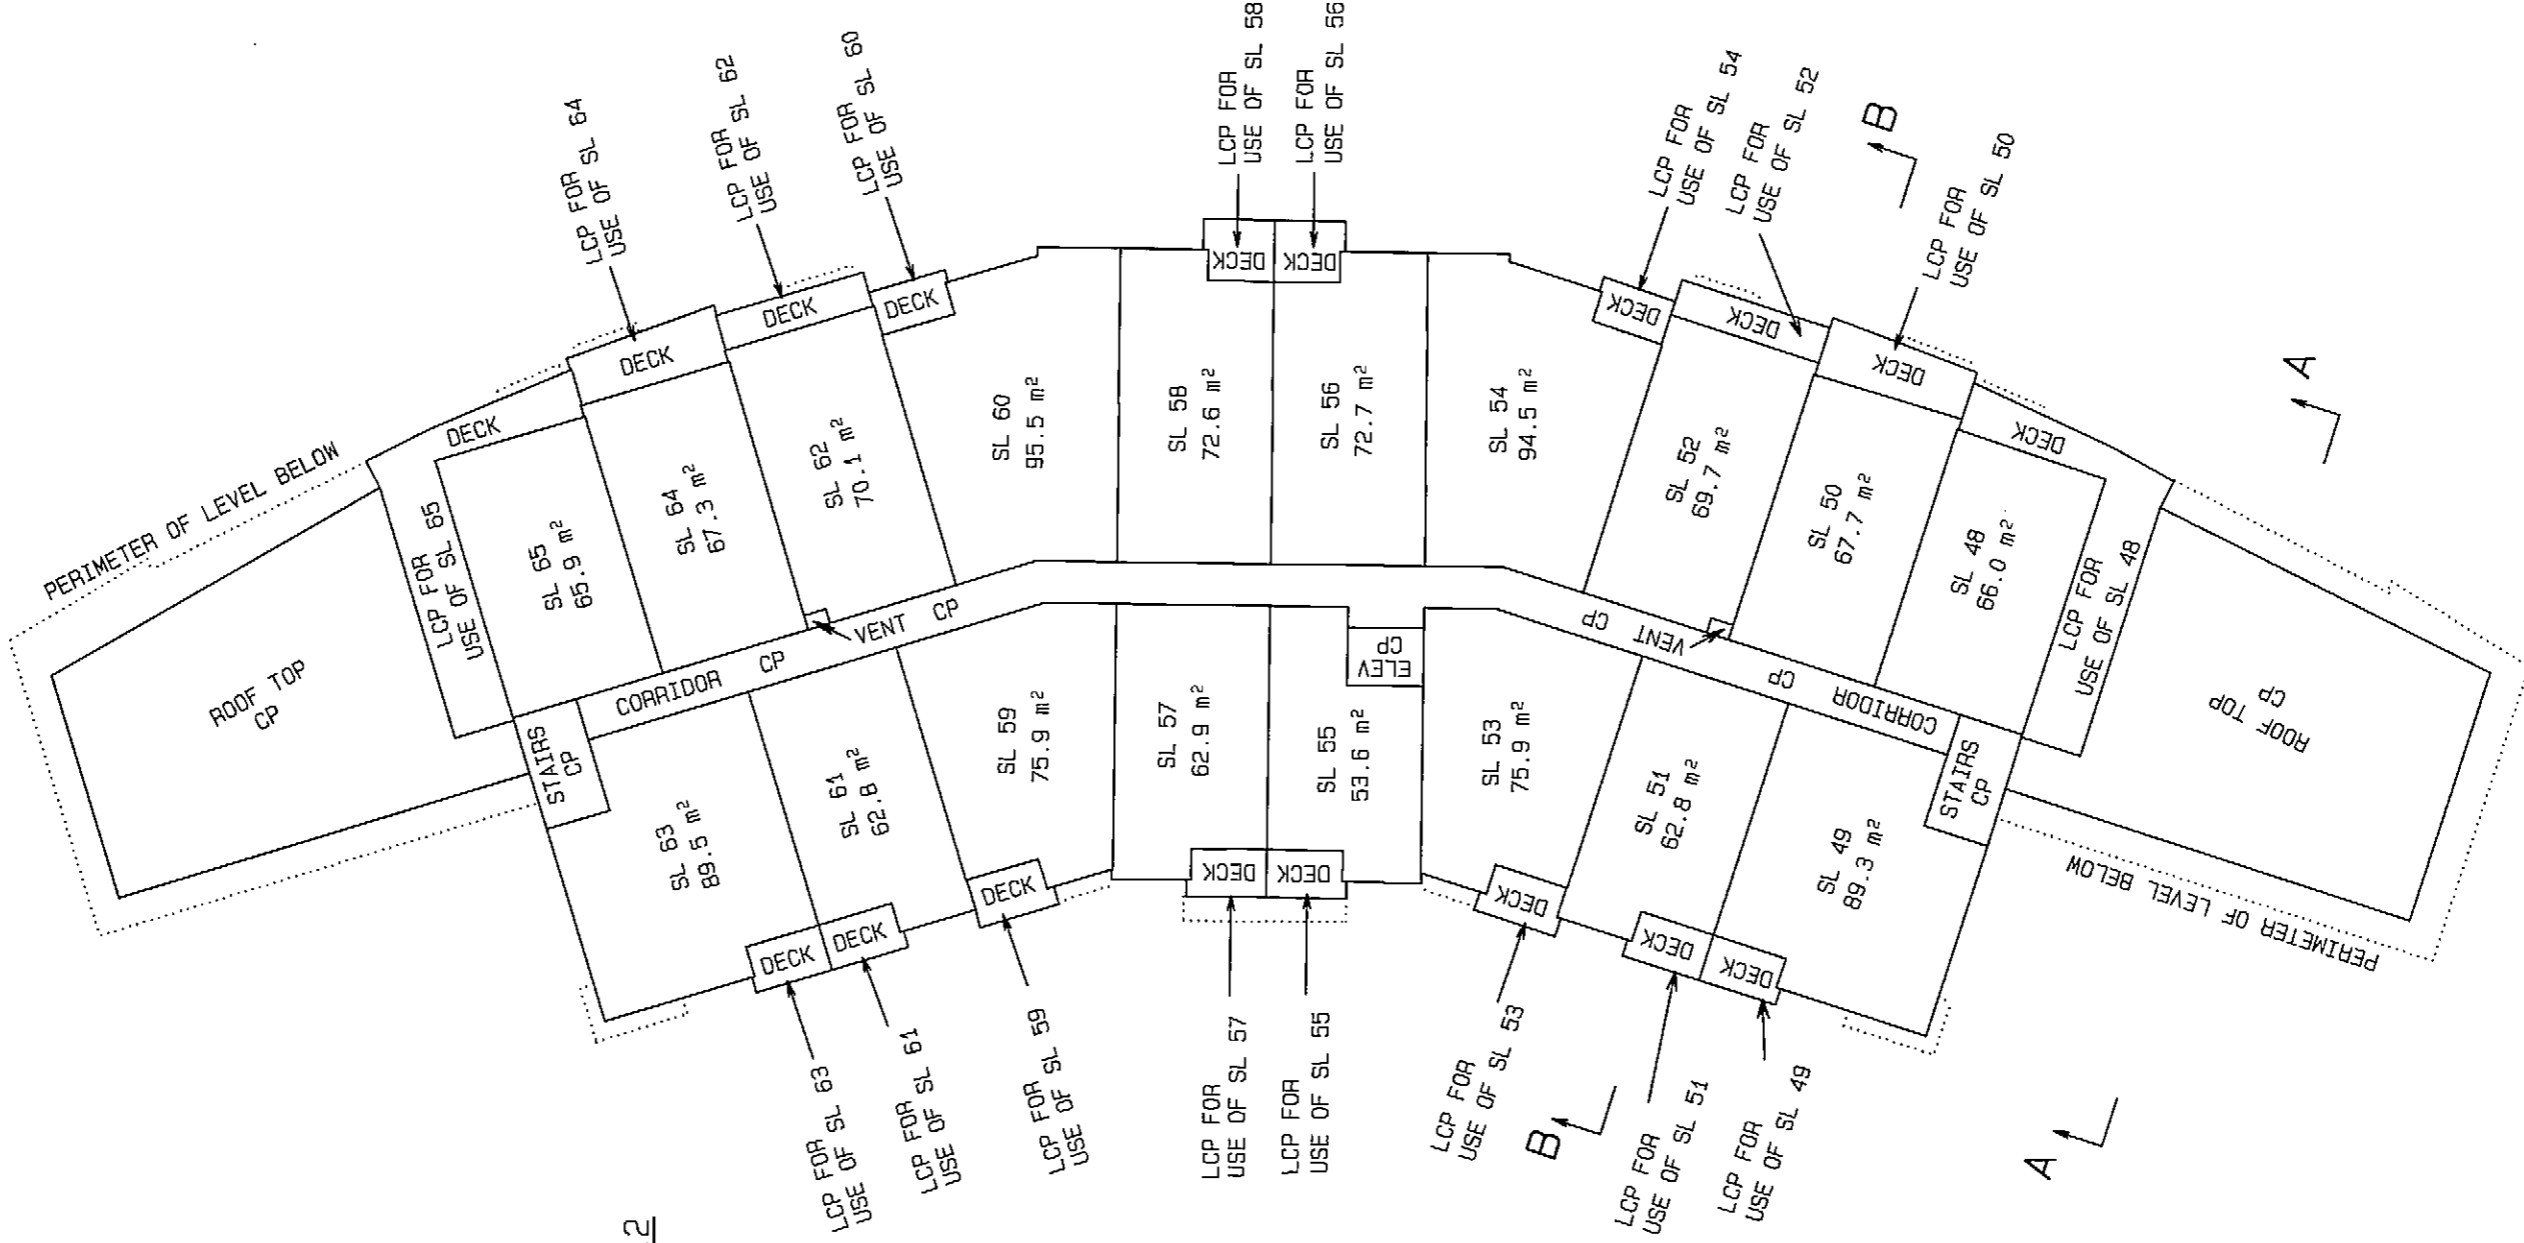 LCP FOR
USE OF SL 64
LCP FOR
USE OF SL 62
LCP FOR
USE OF SL 60
LCP FOR
USE OF SL 58
LCP FOR
USE OF SL 56
LCP FOR
USE OF SL 54
LCP FOR
USE OF SL 52
LCP FOR
USE OF SL 50
B
A
PERIMETER OF LEVEL BELOW
DECK
DECK
DECK
DECK
DECK
DECK
DECK
DECK
DECK
DECK
LCP FOR
USE OF SL 65
SL 65
65.9 m²
SL 64
67.3 m²
SL 62
70.1 m²
SL 60
95.5 m²
SL 58
72.6 m²
SL 56
72.7 m²
SL 54
94.5 m²
SL 52
69.7 m²
SL 50
67.7 m²
SL 48
66.0 m²
LCP FOR
USE OF SL 48
ROOF TOP
CP
STAIRS
CP
CORRIDOR CP
VENT CP
ELEV
CP
VENT CP
CORRIDOR CP
STAIRS
CP
ROOF TOP
CP
SL 63
89.5 m²
SL 61
62.8 m²
SL 59
75.9 m²
SL 57
62.9 m²
SL 55
53.6 m²
SL 53
75.9 m²
SL 51
62.8 m²
SL 49
89.3 m²
DECK
DECK
DECK
DECK
DECK
DECK
DECK
DECK
PERIMETER OF LEVEL BELOW
LCP FOR
USE OF SL 63
LCP FOR
USE OF SL 61
LCP FOR
USE OF SL 59
LCP FOR
USE OF SL 57
LCP FOR
USE OF SL 55
LCP FOR
USE OF SL 53
LCP FOR
USE OF SL 51
LCP FOR
USE OF SL 49
B
A
2